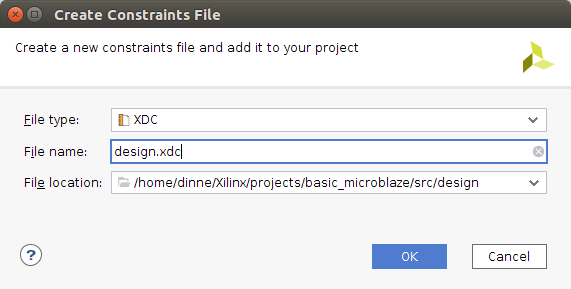 Create Constraints File
Create a new constraints file and add it to your project
File type: XDC
File name: design.xdc
File location: /home/dinne/Xilinx/projects/basic_microblaze/src/design
? OK Cancel